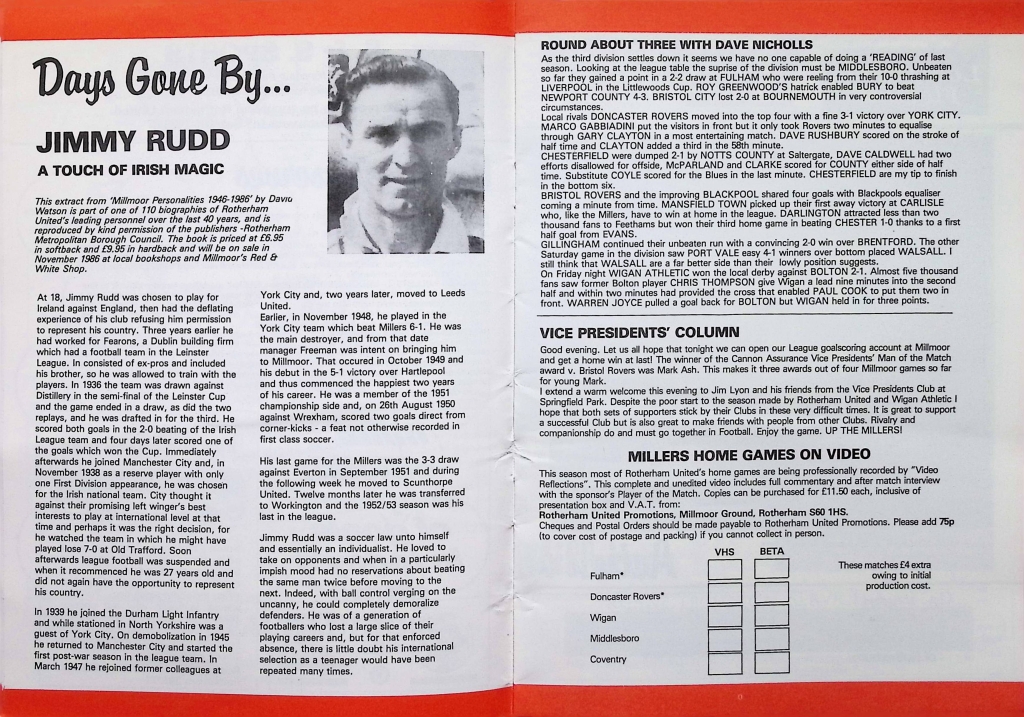 Days Gone By...
JIMMY RUDD
A TOUCH OF IRISH MAGIC
This extract from 'Millmoor Personalities 1946-1986' by David
Watson is part of one of 110 biographies of Rotherham
United's leading personnel over the last 40 years, and is
reproduced by kind permission of the publishers -Rotherham
Metropolitan Borough Council. The book is priced at £6.95
in softback and £9.95 in hardback and will be on sale in
November 1986 at local bookshops and Millmoor's Red &
White Shop.
At 18, Jimmy Rudd was chosen to play for
Ireland against England, then had the deflating
experience of his club refusing him permission
to represent his country. Three years earlier he
had worked for Fearons, a Dublin building firm
which had a football team in the Leinster
League. In consisted of ex-pros and included
his brother, so he was allowed to train with the
players. In 1936 the team was drawn against
Distillery in the semi-final of the Leinster Cup
and the game ended in a draw, as did the two
replays, and he was drafted in for the third. He
scored both goals in the 2-0 beating of the Irish
League team and four days later scored one of
the goals which won the Cup. Immediately
afterwards he joined Manchester City and, in
November 1938 as a reserve player with only
one First Division appearance, he was chosen
for the Irish national team. City thought it
against their promising left winger's best
interests to play at international level at that
time and perhaps it was the right decision, for
he watched the team in which he might have
played lose 7-0 at Old Trafford. Soon
afterwards league football was suspended and
when it recommenced he was 27 years old and
did not again have the opportunity to represent
his country.
In 1939 he joined the Durham Light Infantry
and while stationed in North Yorkshire was a
guest of York City. On demobolization in 1945
he returned to Manchester City and started the
first post-war season in the league team. In
March 1947 he rejoined former colleagues at
York City and, two years later, moved to Leeds
United.
Earlier, in November 1948, he played in the
York City team which beat Millers 6-1. He was
the main destroyer, and from that date
manager Freeman was intent on bringing him
to Millmoor. That occured in October 1949 and
his debut in the 5-1 victory over Hartlepool
and thus commenced the happiest two years
of his career. He was a member of the 1951
championship side and, on 26th August 1950
against Wrexham, scored two goals direct from
corner-kicks - a feat not otherwise recorded in
first class soccer.
His last game for the Millers was the 3-3 draw
against Everton in September 1951 and during
the following week he moved to Scunthorpe
United. Twelve months later he was transferred
to Workington and the 1952/53 season was his
last in the league.
Jimmy Rudd was a soccer law unto himself
and essentially an individualist. He loved to
take on opponents and when in a particularly
impish mood had no reservations about beating
the same man twice before moving to the
next. Indeed, with ball control verging on the
uncanny, he could completely demoralize
defenders. He was of a generation of
footballers who lost a large slice of their
playing careers and, but for that enforced
absence, there is little doubt his international
selection as a teenager would have been
repeated many times.
ROUND ABOUT THREE WITH DAVE NICHOLLS
As the third division settles down it seems we have no one capable of doing a 'READING' of last
season. Looking at the league table the suprise of the division must be MIDDLESBORO. Unbeaten
so far they gained a point in a 2-2 draw at FULHAM who were reeling from their 10-0 thrashing at
LIVERPOOL in the Littlewoods Cup. ROY GREENWOOD'S hatrick enabled BURY to beat
NEWPORT COUNTY 4-3. BRISTOL CITY lost 2-0 at BOURNEMOUTH in very controversial
circumstances.
Local rivals DONCASTER ROVERS moved into the top four with a fine 3-1 victory over YORK CITY.
MARCO GABBIADINI put the visitors in front but it only took Rovers two minutes to equalise
through GARY CLAYTON in a most entertaining match. DAVE RUSHBURY scored on the stroke of
half time and CLAYTON added a third in the 58th minute.
CHESTERFIELD were dumped 2-1 by NOTTS COUNTY at Saltergate, DAVE CALDWELL had two
efforts disallowed for offside, McPARLAND and CLARKE scored for COUNTY either side of half
time. Substitute COYLE scored for the Blues in the last minute. CHESTERFIELD are my tip to finish
in the bottom six.
BRISTOL ROVERS and the improving BLACKPOOL shared four goals with Blackpools equaliser
coming a minute from time. MANSFIELD TOWN picked up their first away victory at CARLISLE
who, like the Millers, have to win at home in the league. DARLINGTON attracted less than two
thousand fans to Feethams but won their third home game in beating CHESTER 1-0 thanks to a first
half goal from EVANS.
GILLINGHAM continued their unbeaten run with a convincing 2-0 win over BRENTFORD. The other
Saturday game in the division saw PORT VALE easy 4-1 winners over bottom placed WALSALL. I
still think that WALSALL are a far better side than their lowly position suggests.
On Friday night WIGAN ATHLETIC won the local derby against BOLTON 2-1. Almost five thousand
fans saw former Bolton player CHRIS THOMPSON give Wigan a lead nine minutes into the second
half and within two minutes had provided the cross that enabled PAUL COOK to put them two in
front. WARREN JOYCE pulled a goal back for BOLTON but WIGAN held in for three points.
VICE PRESIDENTS' COLUMN
Good evening. Let us all hope that tonight we can open our League goalscoring account at Millmoor
and get a home win at last! The winner of the Cannon Assurance Vice Presidents' Man of the Match
award v. Bristol Rovers was Mark Ash. This makes it three awards out of four Millmoor games so far
for young Mark.
I extend a warm welcome this evening to Jim Lyon and his friends from the Vice Presidents Club at
Springfield Park. Despite the poor start to the season made by Rotherham United and Wigan Athletic I
hope that both sets of supporters stick by their Clubs in these very difficult times. It is great to support
a successful Club but is also great to make friends with people from other Clubs. Rivalry and
companionship do and must go together in Football. Enjoy the game. UP THE MILLERS!
MILLERS HOME GAMES ON VIDEO
This season most of Rotherham United's home games are being professionally recorded by "Video
Reflections". This complete and unedited video includes full commentary and after match interview
with the sponsor's Player of the Match. Copies can be purchased for £11.50 each, inclusive of
presentation box and V.A.T. from:
Rotherham United Promotions, Millmoor Ground, Rotherham S60 1HS.
Cheques and Postal Orders should be made payable to Rotherham United Promotions. Please add 75p
(to cover cost of postage and packing) if you cannot collect in person.
VHS BETA
Fulham*
Doncaster Rovers*
Wigan
Middlesboro
Coventry
These matches £4 extra
owing to initial
production cost.